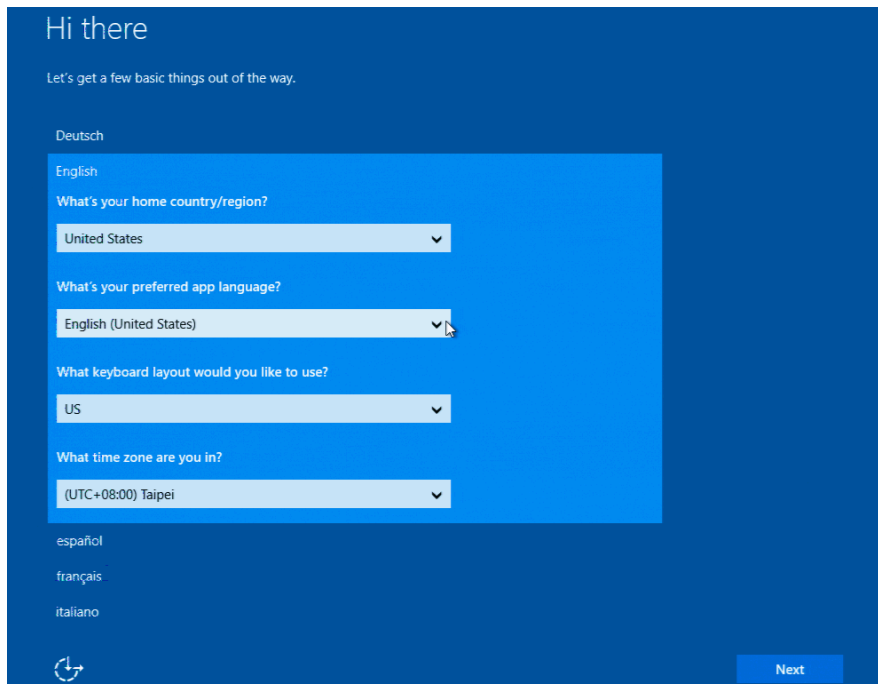 Hi there
Let's get a few basic things out of the way.
Deutsch
English
What's your home country/region?
United States
What's your preferred app language?
English (United States)
What keyboard layout would you like to use?
US
What time zone are you in?
(UTC+08:00) Taipei
español
français
italiano
Next